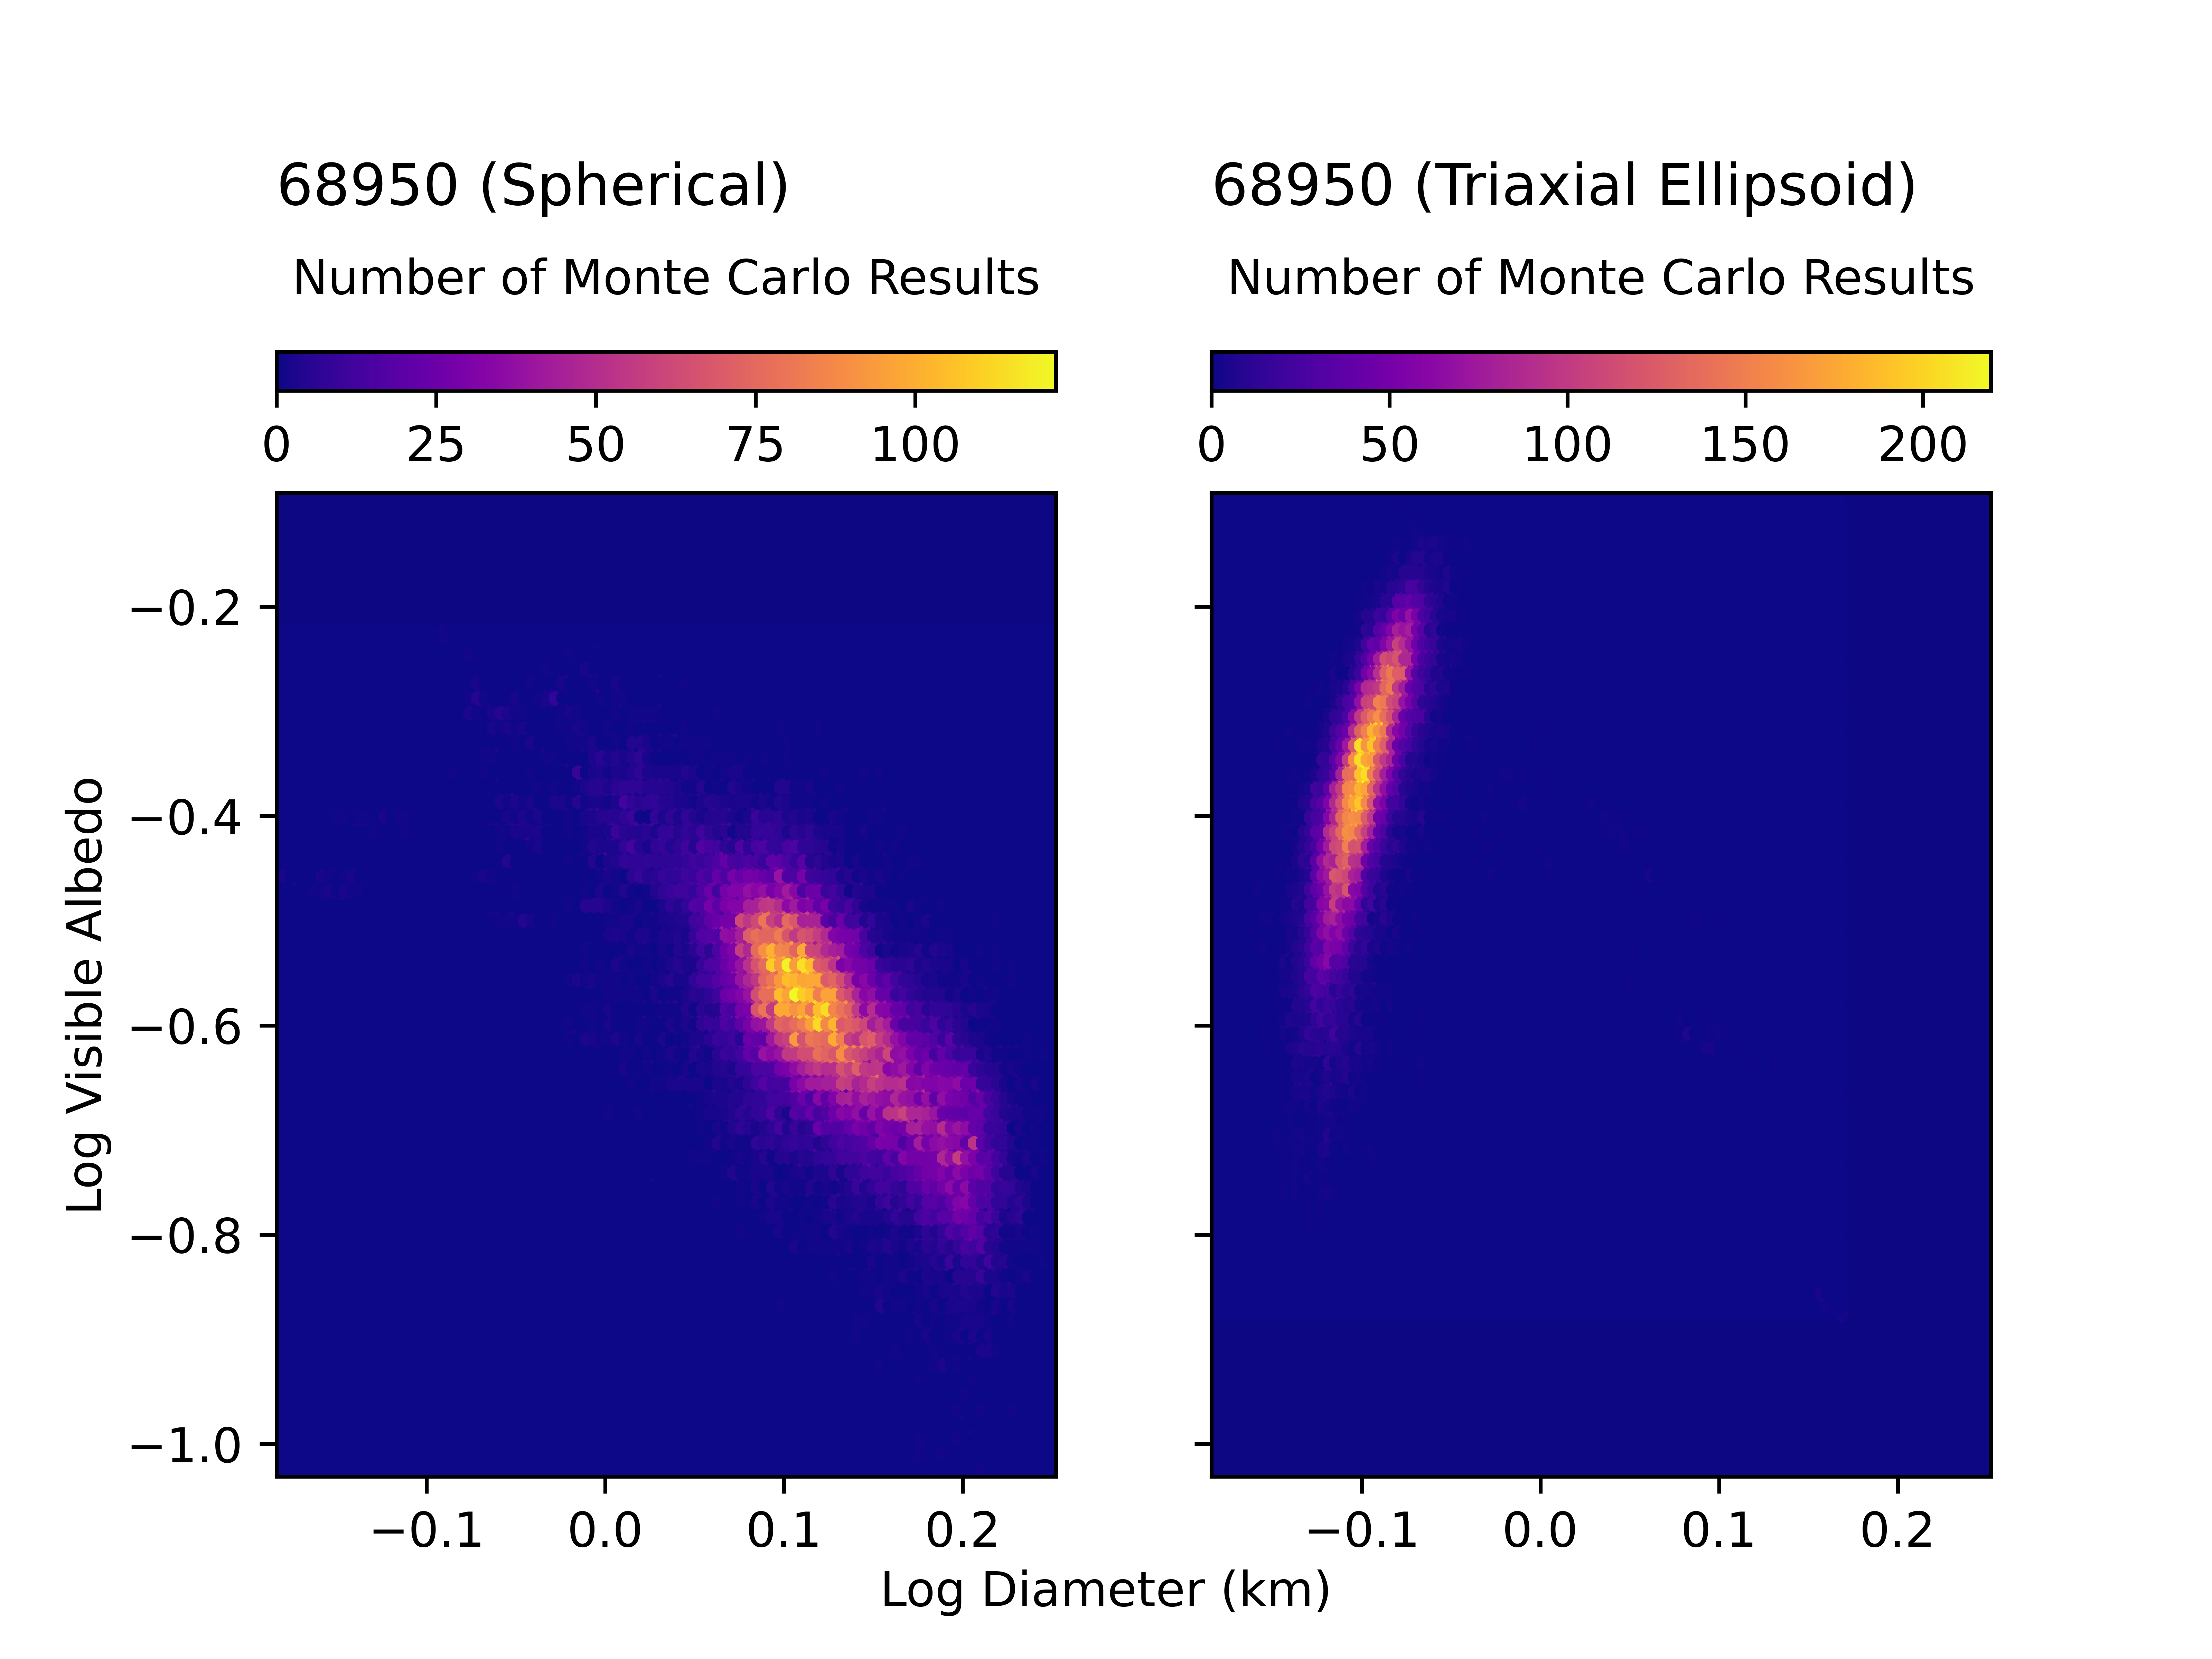 68950 (Spherical)
Number of Monte Carlo Results
0 25 50 75 100
68950 (Triaxial Ellipsoid)
Number of Monte Carlo Results
0 50 100 150 200
Log Visible Albedo
−0.2
−0.4
−0.6
−0.8
−1.0
−0.1 0.0 0.1 0.2
−0.1 0.0 0.1 0.2
Log Diameter (km)